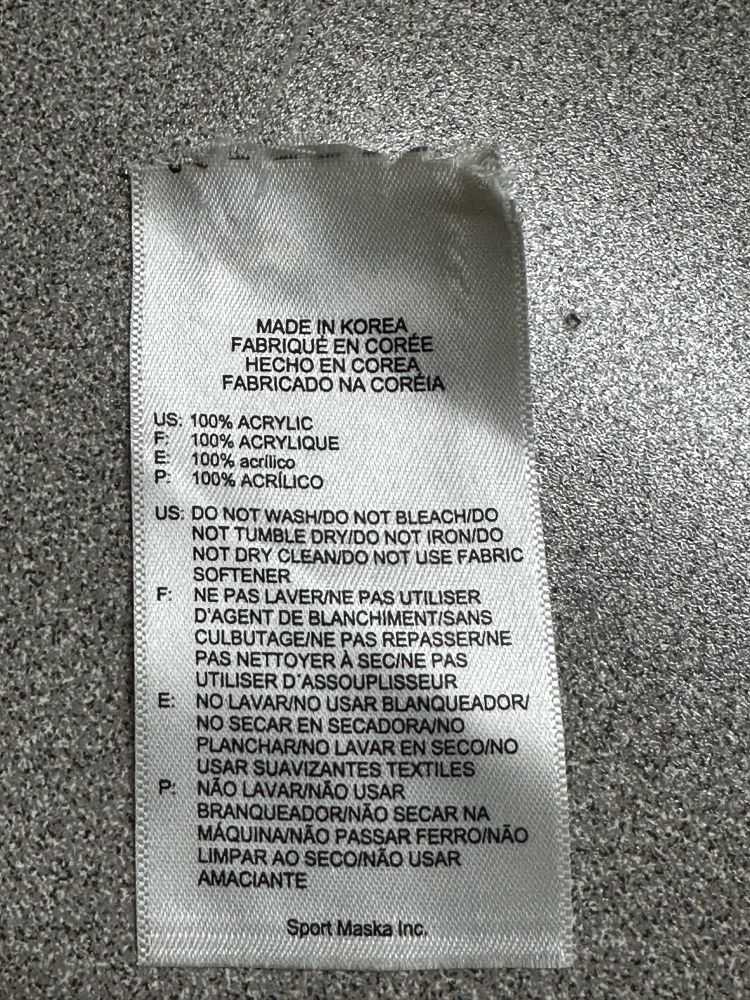 MADE IN KOREA
FABRIQUÉ EN CORÉE
HECHO EN COREA
FABRICADO NA CORÉIA
US: 100% ACRYLIC
F: 100% ACRYLIQUE
E: 100% acrílico
P: 100% ACRÍLICO
US: DO NOT WASH/DO NOT BLEACH/DO
NOT TUMBLE DRY/DO NOT IRON/DO
NOT DRY CLEAN/DO NOT USE FABRIC
SOFTENER
F: NE PAS LAVER/NE PAS UTILISER
D'AGENT DE BLANCHIMENT/SANS
CULBUTAGE/NE PAS REPASSER/NE
PAS NETTOYER À SEC/NE PAS
UTILISER D'ASSOUPLISSEUR
E: NO LAVAR/NO USAR BLANQUEADOR/
NO SECAR EN SECADORA/NO
PLANCHAR/NO LAVAR EN SECO/NO
USAR SUAVIZANTES TEXTILES
P: NÃO LAVAR/NÃO USAR
BRANQUEADOR/NÃO SECAR NA
MÁQUINA/NÃO PASSAR FERRO/NÃO
LIMPAR AO SECO/NÃO USAR
AMACIANTE
Sport Maska Inc.